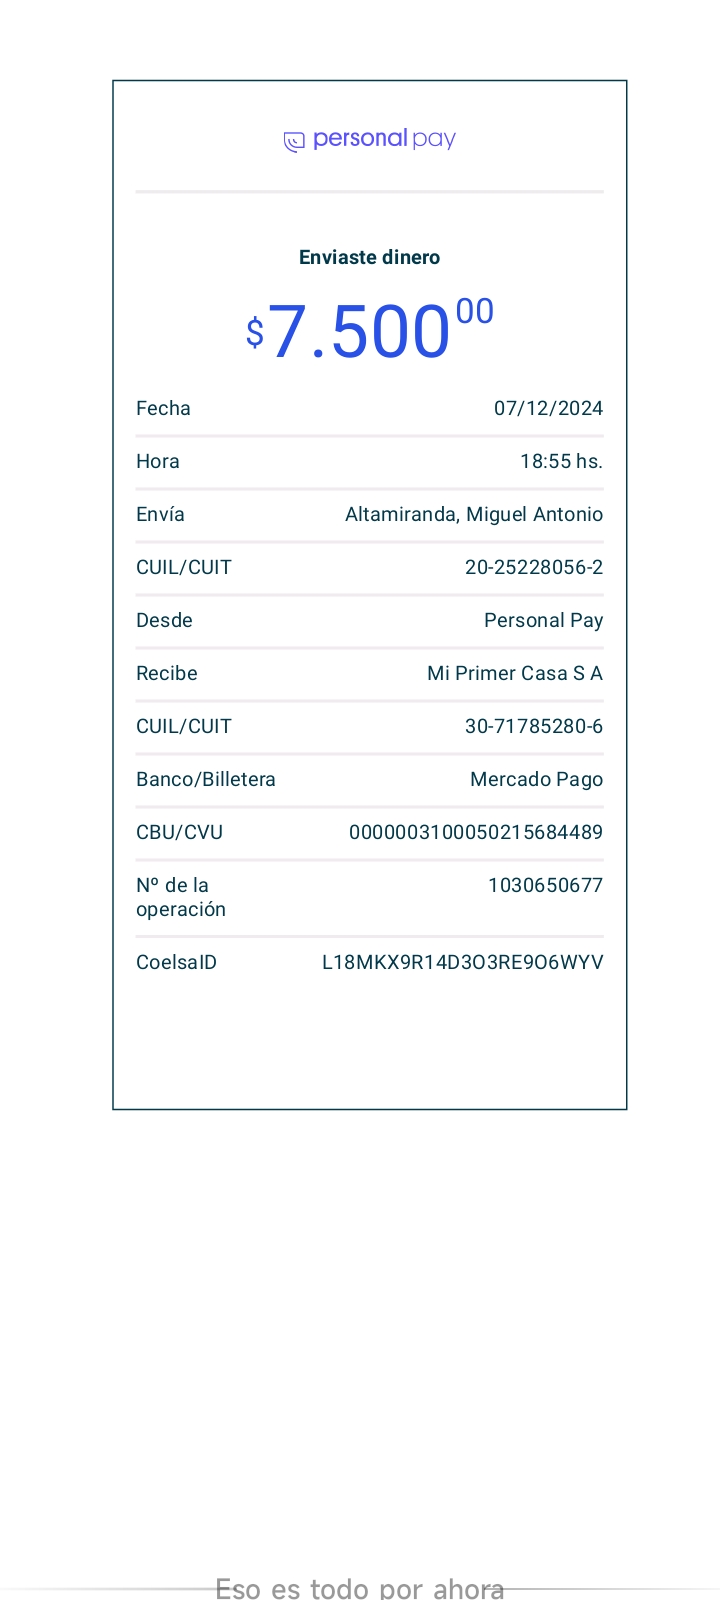 personal pay
Enviaste dinero
$7.500 00
Fecha 07/12/2024
Hora 18:55 hs.
Envía Altamiranda, Miguel Antonio
CUIL/CUIT 20-25228056-2
Desde Personal Pay
Recibe Mi Primer Casa S A
CUIL/CUIT 30-71785280-6
Banco/Billetera Mercado Pago
CBU/CVU 0000003100050215684489
Nº de la 1030650677
operación
CoelsaID L18MKX9R14D3O3RE9O6WYV
Eso es todo por ahora